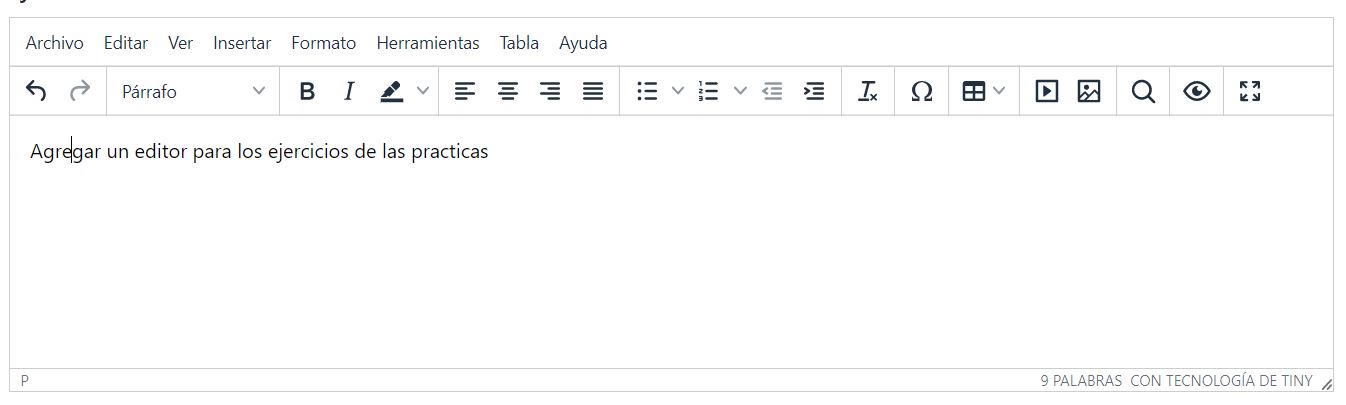 Archivo Editar Ver Insertar Formato Herramientas Tabla Ayuda
Párrafo B I
Agregar un editor para los ejercicios de las practicas
P 9 PALABRAS CON TECNOLOGÍA DE TINY